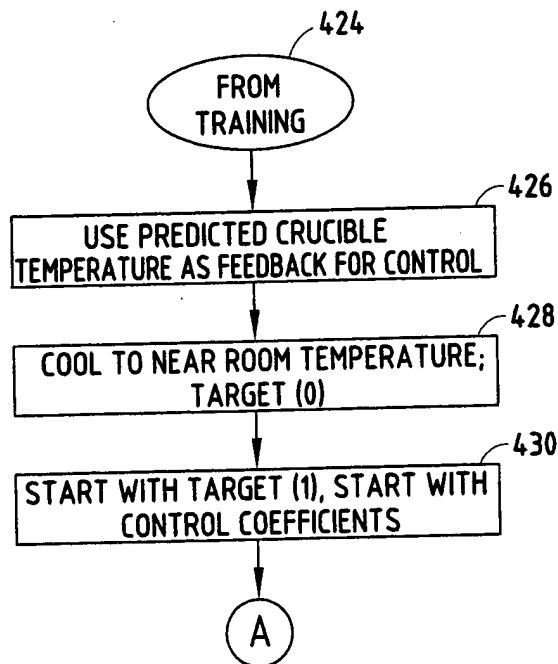 424
FROM
TRAINING
426
USE PREDICTED CRUCIBLE
TEMPERATURE AS FEEDBACK FOR CONTROL
428
COOL TO NEAR ROOM TEMPERATURE;
TARGET (0)
430
START WITH TARGET (1), START WITH
CONTROL COEFFICIENTS
A